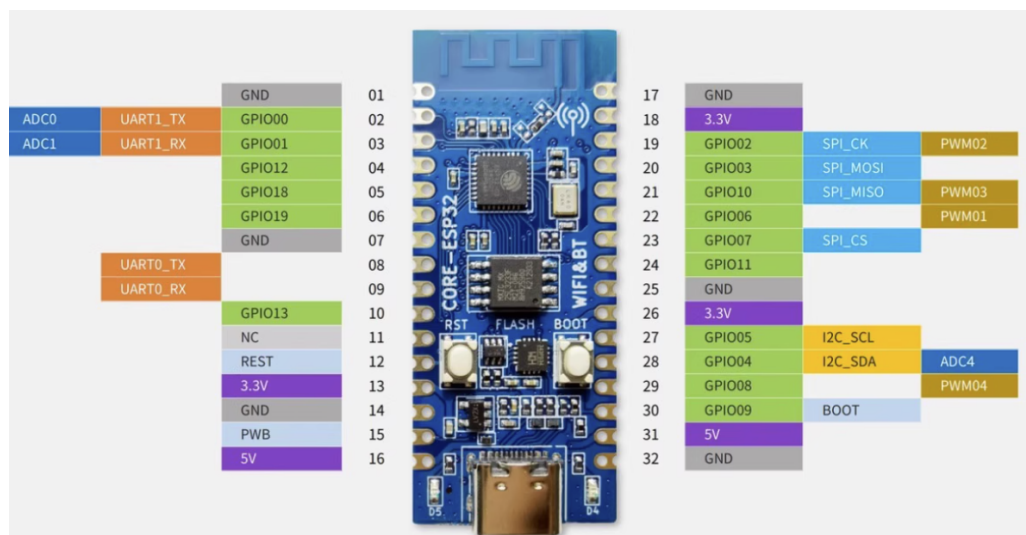 GND 01
ADC0 UART1_TX GPIO00 02
ADC1 UART1_RX GPIO01 03
GPIO12 04
GPIO18 05
GPIO19 06
GND 07
UART0_TX 08
UART0_RX 09
GPIO13 10
NC 11
REST 12
3.3V 13
GND 14
PWB 15
5V 16
CORE-ESP32
WIFI&BT
RST FLASH BOOT
D5 D4
17 GND
18 3.3V
19 GPIO02 SPI_CK PWM02
20 GPIO03 SPI_MOSI
21 GPIO10 SPI_MISO PWM03
22 GPIO06 PWM01
23 GPIO07 SPI_CS
24 GPIO11
25 GND
26 3.3V
27 GPIO05 I2C_SCL
28 GPIO04 I2C_SDA ADC4
29 GPIO08 PWM04
30 GPIO09 BOOT
31 5V
32 GND